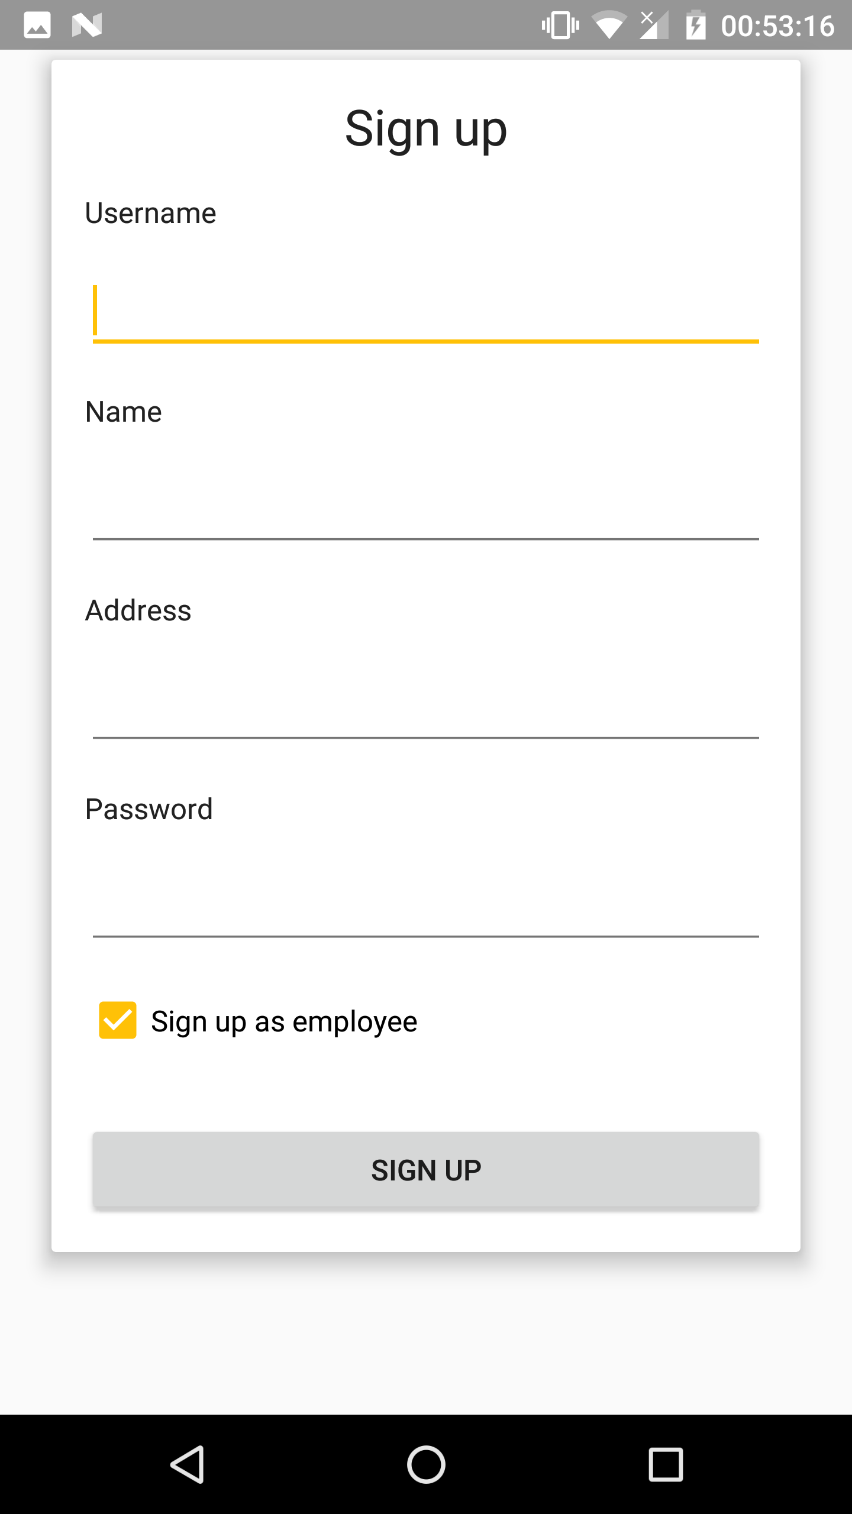 00:53:16
Sign up
Username
Name
Address
Password
Sign up as employee
SIGN UP